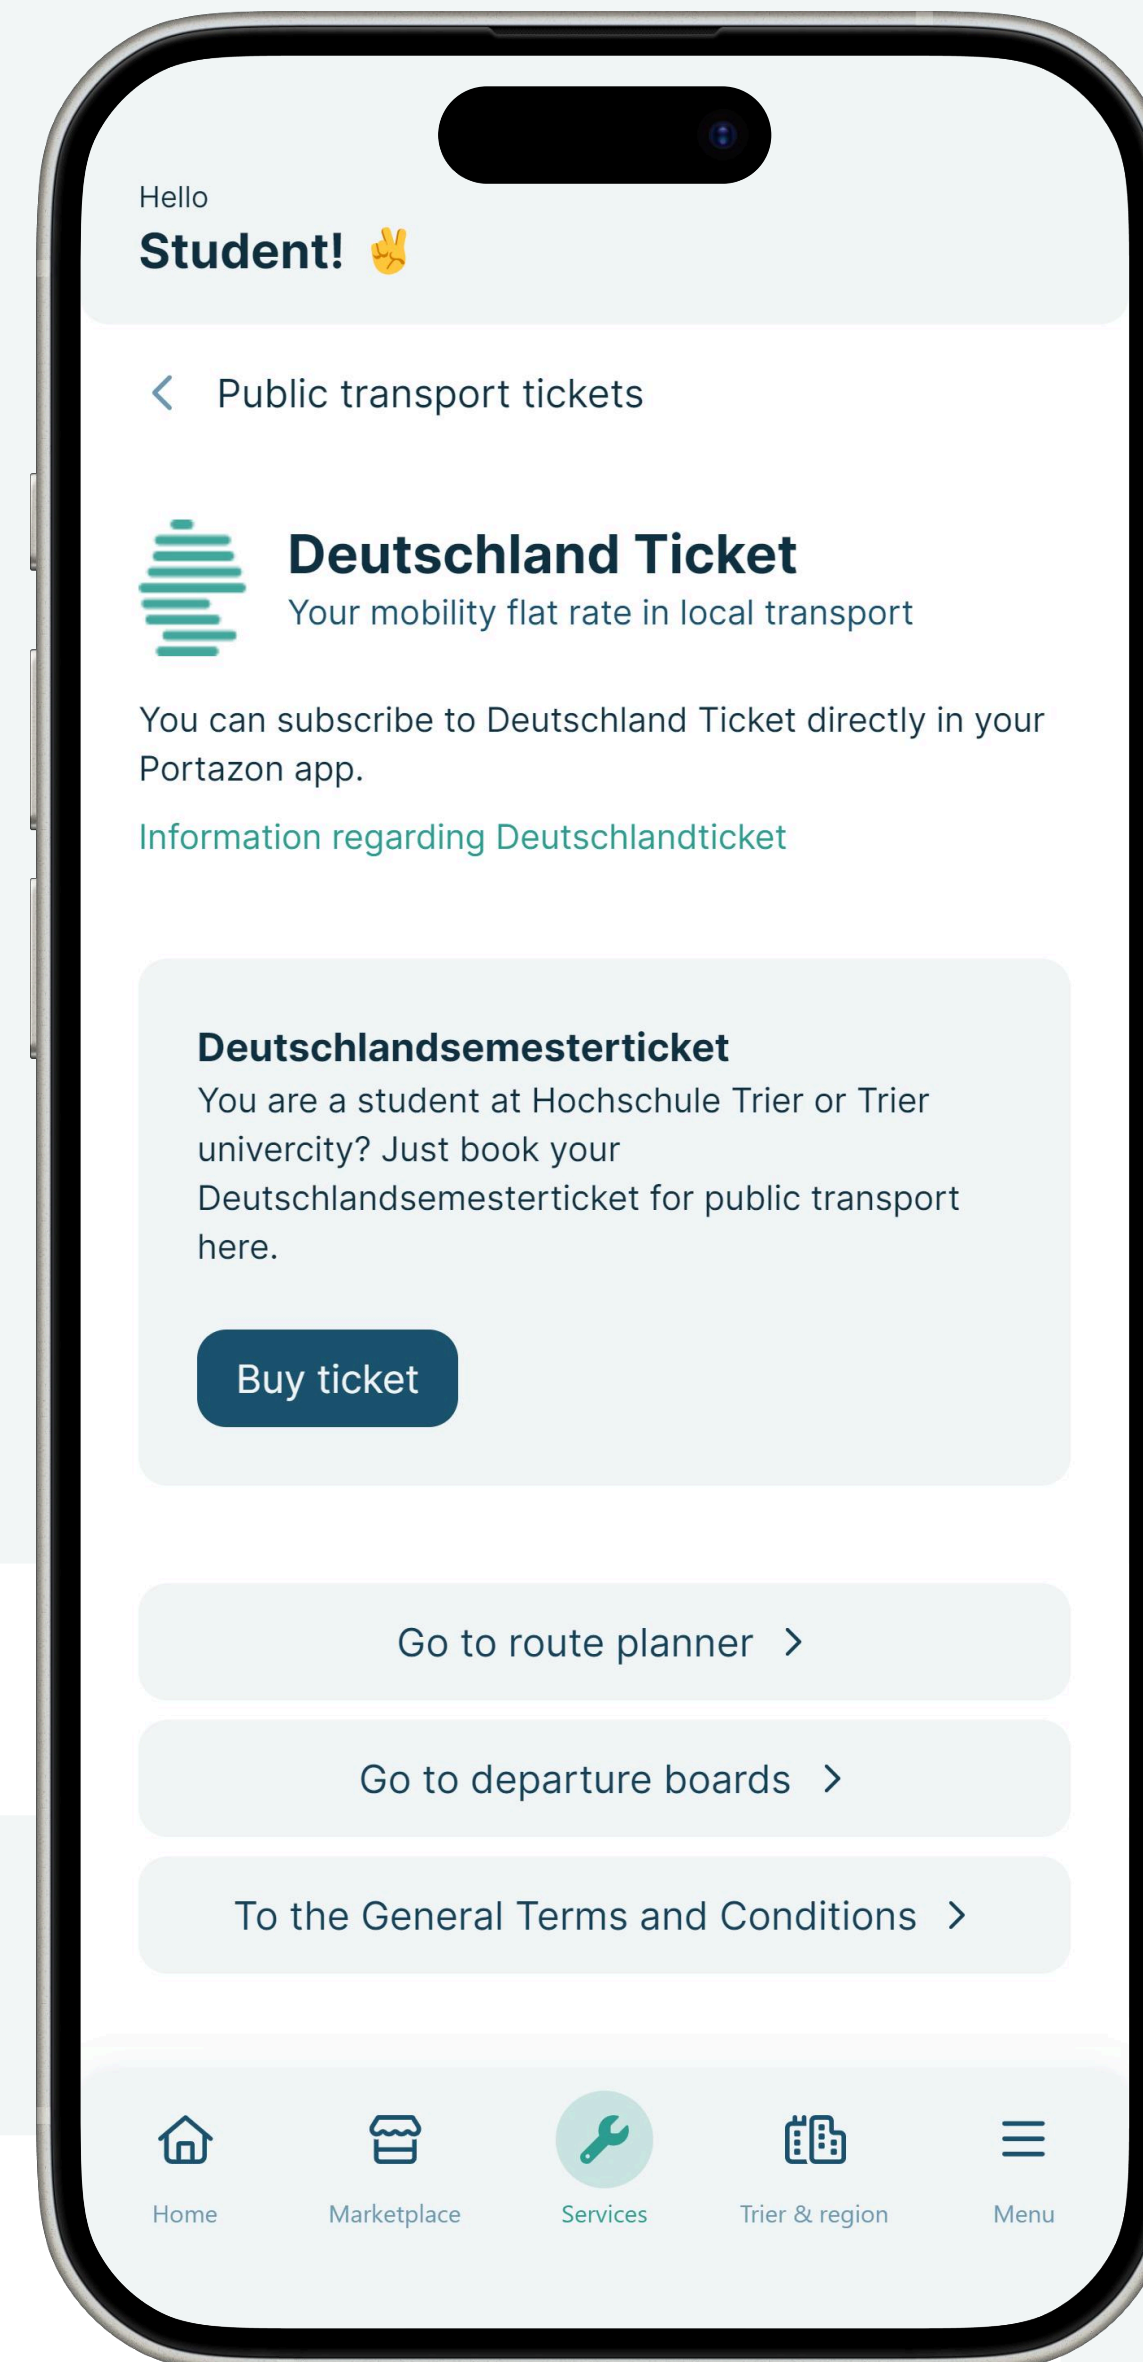 Hello
Student! ✌️
Public transport tickets
Deutschland Ticket
Your mobility flat rate in local transport
You can subscribe to Deutschland Ticket directly in your
Portazon app.
Information regarding Deutschlandticket
Deutschlandsemesterticket
You are a student at Hochschule Trier or Trier
univercity? Just book your
Deutschlandsemesterticket for public transport
here.
Buy ticket
Go to route planner
Go to departure boards
To the General Terms and Conditions
Home
Marketplace
Services
Trier & region
Menu